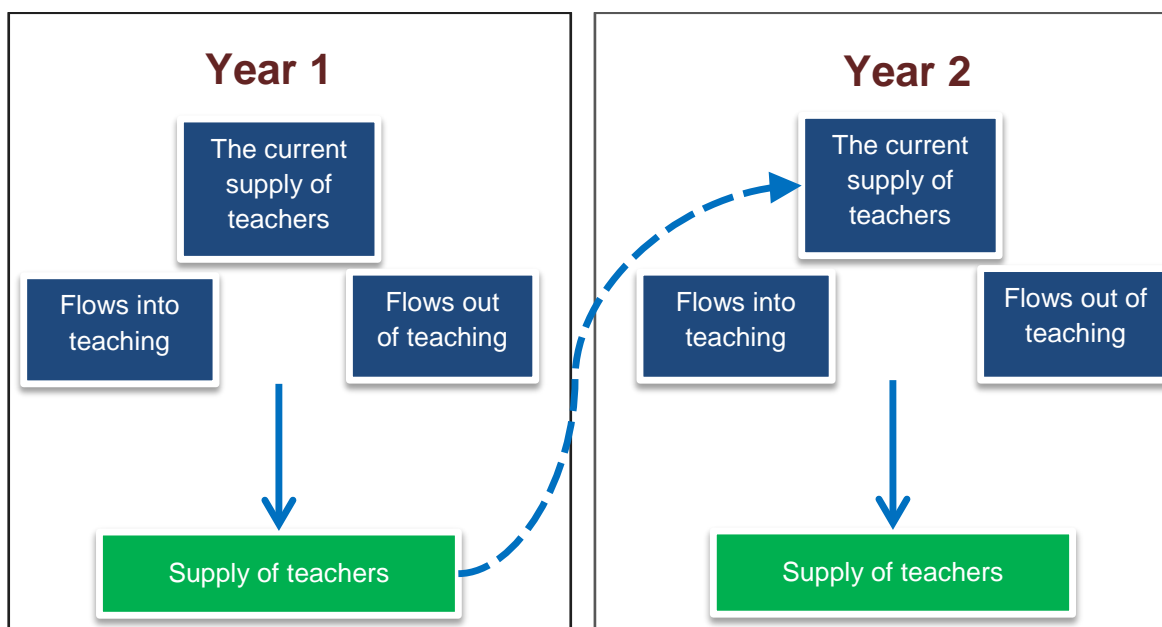 Year 1
The current
supply of
teachers
Flows into
teaching
Flows out
of teaching
Supply of teachers
Year 2
The current
supply of
teachers
Flows into
teaching
Flows out of
teaching
Supply of teachers